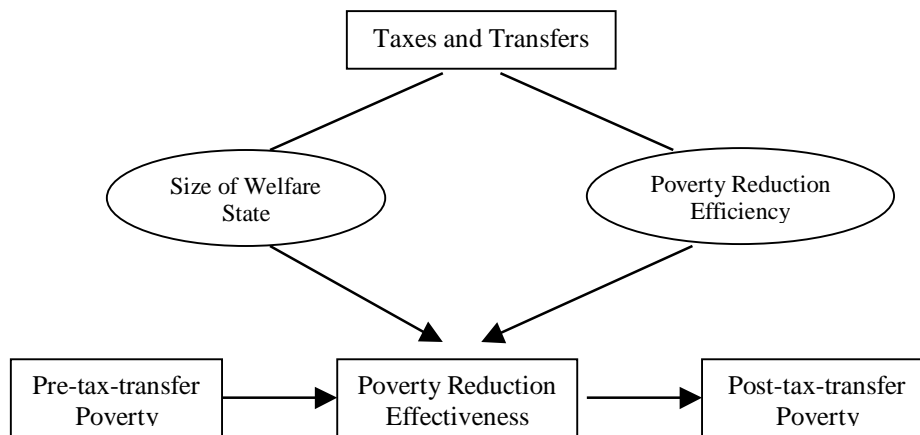 Taxes and Transfers
Size of Welfare
State
Poverty Reduction
Efficiency
Pre-tax-transfer
Poverty
Poverty Reduction
Effectiveness
Post-tax-transfer
Poverty